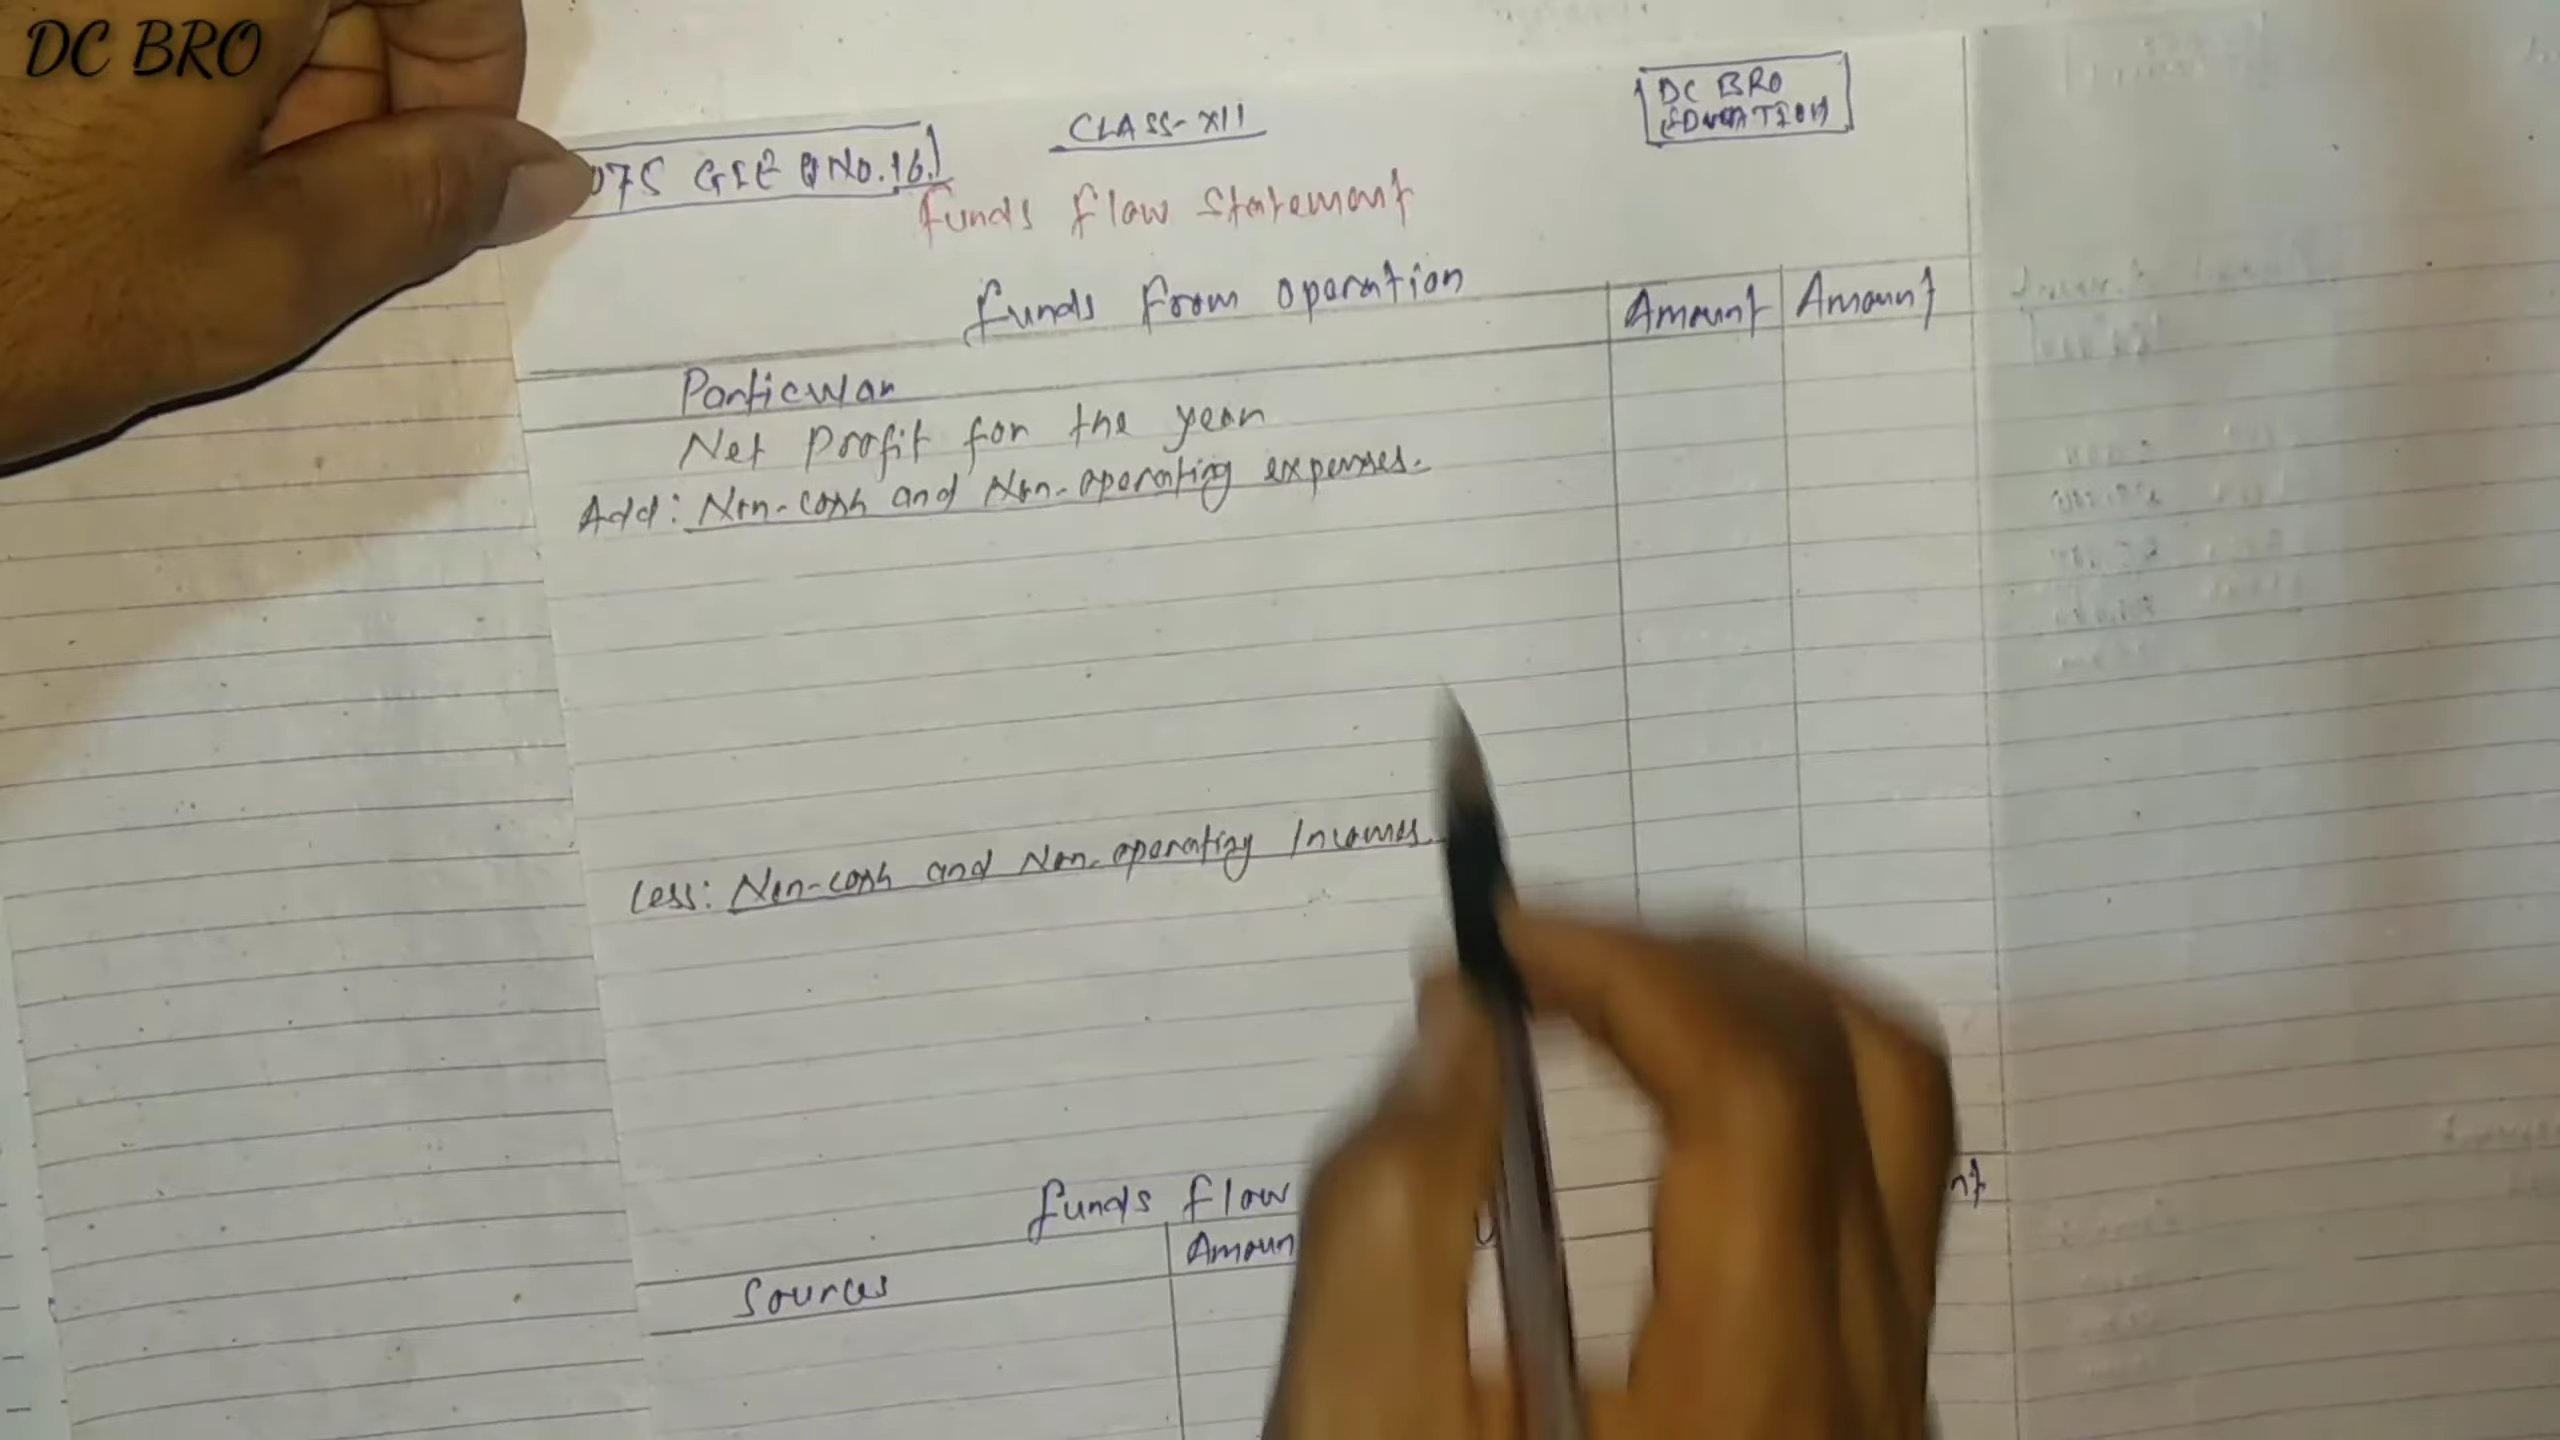 DC BRO
CLASS-XII
DC BRO
EDUCATION
075 GIE QNo.16.
Funds Flow Statement
Funds From Operation
Amount Amount
Particular
Net Profit for the year
Add: Non-cash and Non-operating expenses.
Less: Non-cash and Non-operating Incomes
Funds Flow
Sources
Amoun
nt